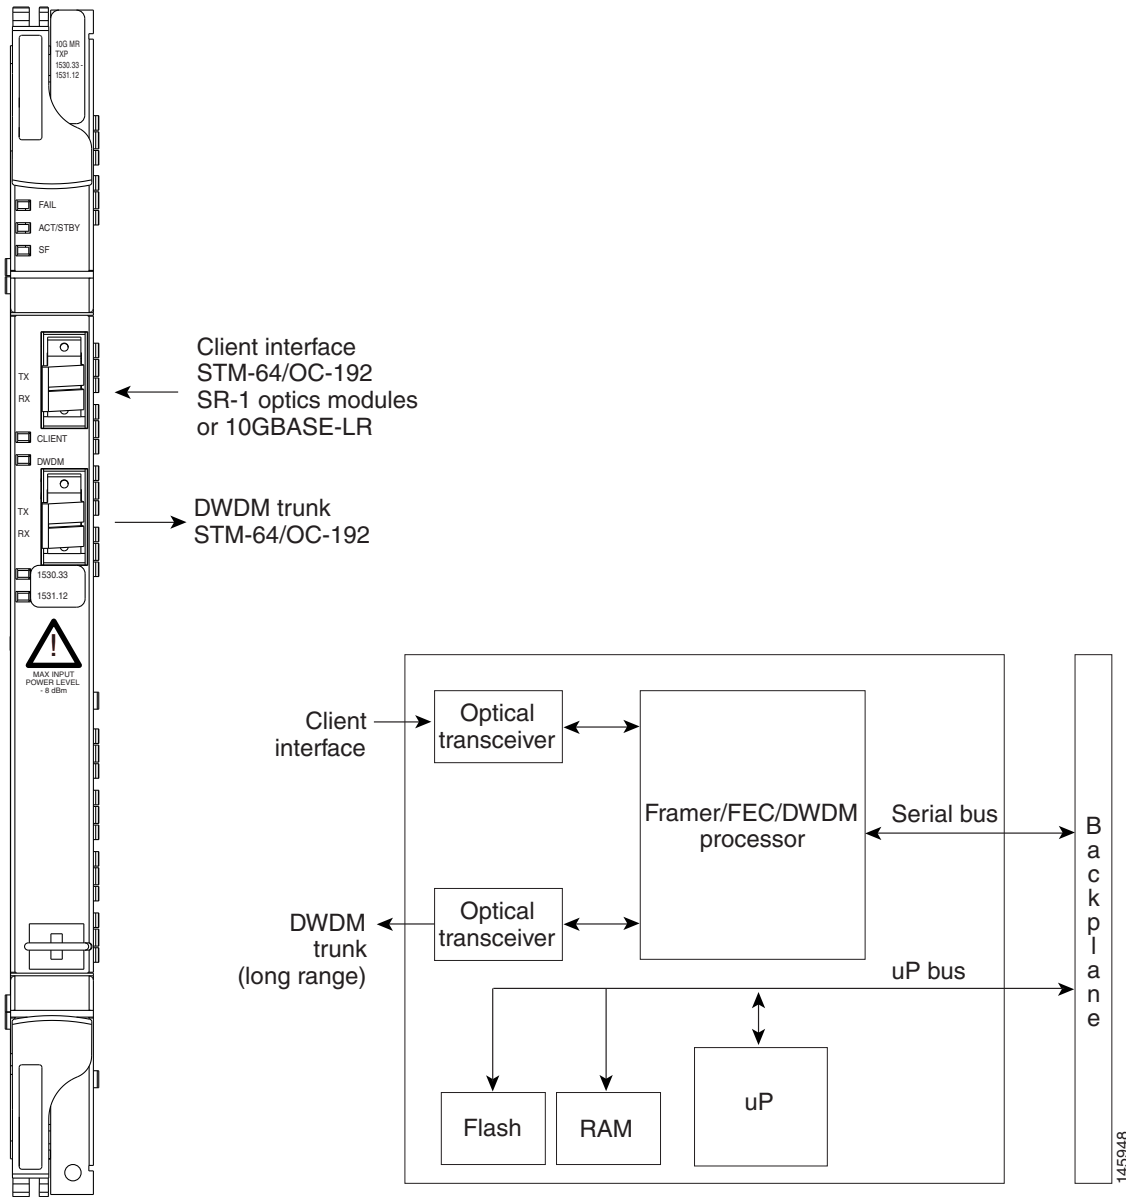 10G MR
TXP
1530.33 -
1531.12
FAIL
ACT/STBY
SF
TX
RX
CLIENT
DWDM
TX
RX
1530.33
1531.12
!
MAX INPUT
POWER LEVEL
- 8 dBm
Client interface
STM-64/OC-192
SR-1 optics modules
or 10GBASE-LR
DWDM trunk
STM-64/OC-192
Client
interface
Optical
transceiver
Framer/FEC/DWDM
processor
Serial bus
DWDM
trunk
(long range)
Optical
transceiver
uP bus
Flash
RAM
uP
Backplane
145948